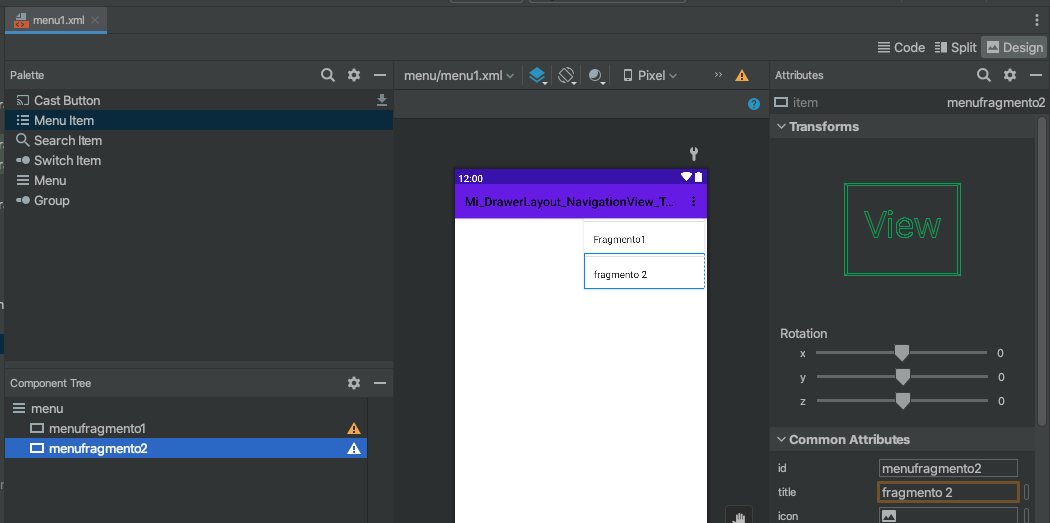 menu1.xml
Code
Split
Design
Palette
menu/menu1.xml
Pixel
Attributes
Cast Button
Menu Item
Search Item
Switch Item
Menu
Group
item
menufragmento2
Transforms
12:00
Mi_DrawerLayout_NavigationView_T...
Fragmento1
fragmento 2
View
Rotation
x
0
y
0
z
0
Component Tree
menu
menufragmento1
menufragmento2
Common Attributes
id
menufragmento2
title
fragmento 2
icon